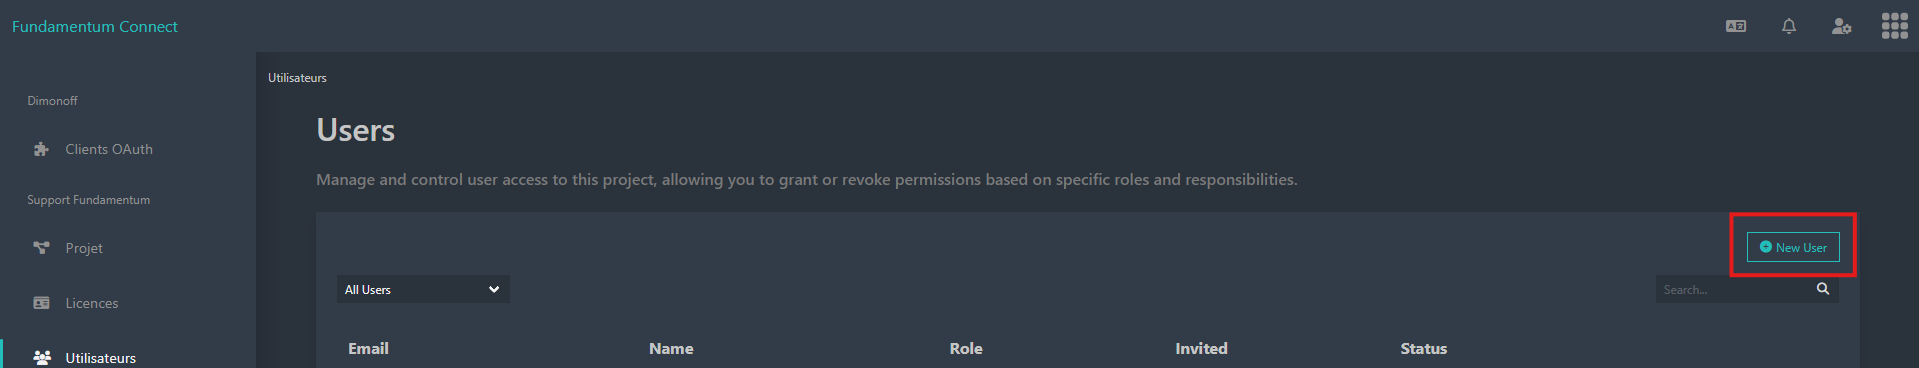 Fundamentum Connect
Dimonoff
Clients OAuth
Support Fundamentum
Projet
Licences
Utilisateurs
Utilisateurs
Users
Manage and control user access to this project, allowing you to grant or revoke permissions based on specific roles and responsibilities.
New User
All Users
Search...
Email Name Role Invited Status